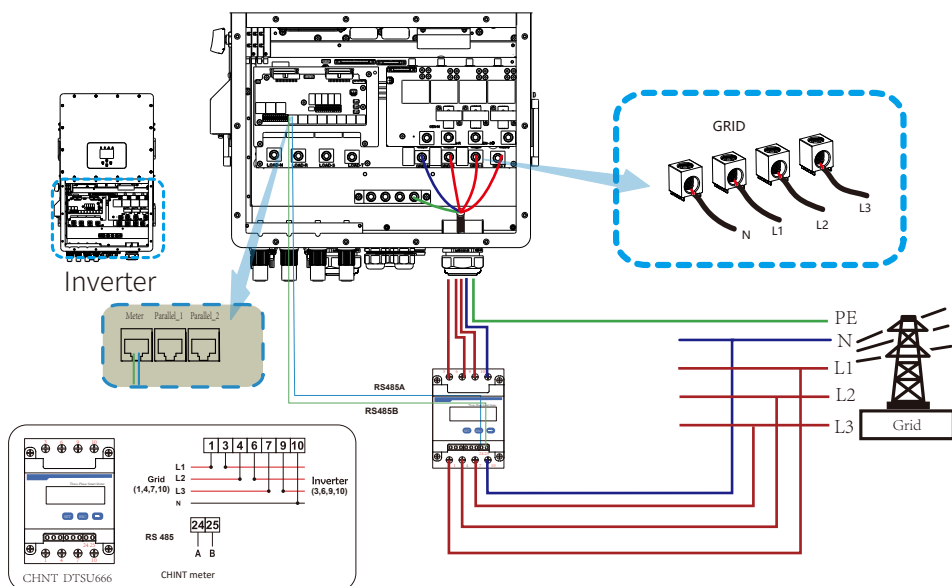 GRID
L3
L2
L1
N
LOAD-N
LOAD-R
Inverter
Meter Parallel_1 Parallel_2
PE
N
L1
L2
L3
Grid
RS485A
RS485B
1 3 4 6 7 9 10
L1
L2
L3
N
Grid
(1,4,7,10)
Inverter
(3,6,9,10)
24 25
RS 485
A B
CHINT meter
CHNT DTSU666